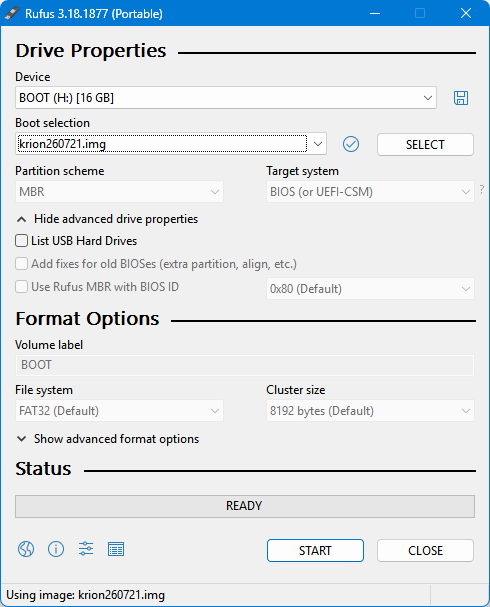 Rufus 3.18.1877 (Portable)
Drive Properties
Device
BOOT (H:) [16 GB]
Boot selection
krion260721.img
SELECT
Partition scheme
Target system
MBR
BIOS (or UEFI-CSM)
?
Hide advanced drive properties
List USB Hard Drives
Add fixes for old BIOSes (extra partition, align, etc.)
Use Rufus MBR with BIOS ID
0x80 (Default)
Format Options
Volume label
BOOT
File system
Cluster size
FAT32 (Default)
8192 bytes (Default)
Show advanced format options
Status
READY
START
CLOSE
Using image: krion260721.img